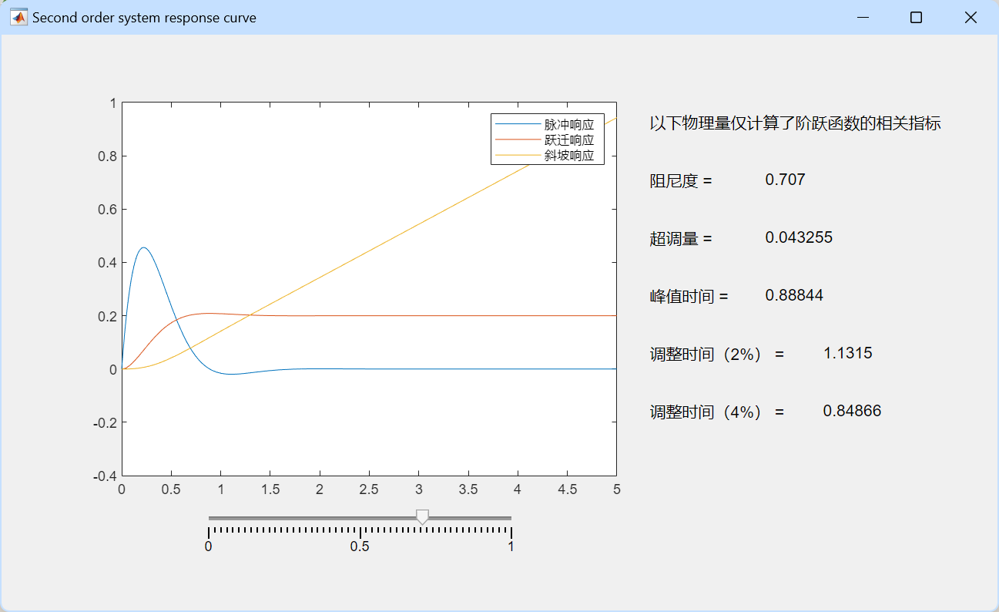 Second order system response curve
1
0.8
0.6
0.4
0.2
0
-0.2
-0.4
0 0.5 1 1.5 2 2.5 3 3.5 4 4.5 5
脉冲响应
跃迁响应
斜坡响应
0 0.5 1
以下物理量仅计算了阶跃函数的相关指标
阻尼度 = 0.707
超调量 = 0.043255
峰值时间 = 0.88844
调整时间（2%） = 1.1315
调整时间（4%） = 0.84866